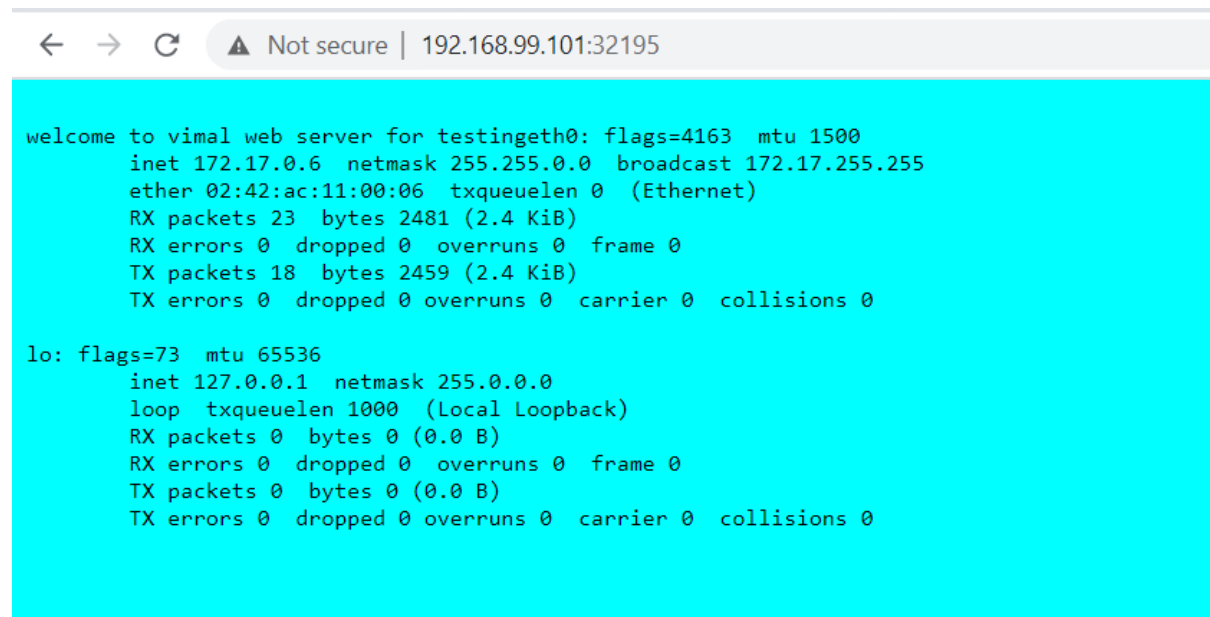 Not secure | 192.168.99.101:32195
welcome to vimal web server for testingeth0: flags=4163  mtu 1500
        inet 172.17.0.6  netmask 255.255.0.0  broadcast 172.17.255.255
        ether 02:42:ac:11:00:06  txqueuelen 0  (Ethernet)
        RX packets 23  bytes 2481 (2.4 KiB)
        RX errors 0  dropped 0  overruns 0  frame 0
        TX packets 18  bytes 2459 (2.4 KiB)
        TX errors 0  dropped 0 overruns 0  carrier 0  collisions 0
lo: flags=73  mtu 65536
        inet 127.0.0.1  netmask 255.0.0.0
        loop  txqueuelen 1000  (Local Loopback)
        RX packets 0  bytes 0 (0.0 B)
        RX errors 0  dropped 0  overruns 0  frame 0
        TX packets 0  bytes 0 (0.0 B)
        TX errors 0  dropped 0 overruns 0  carrier 0  collisions 0